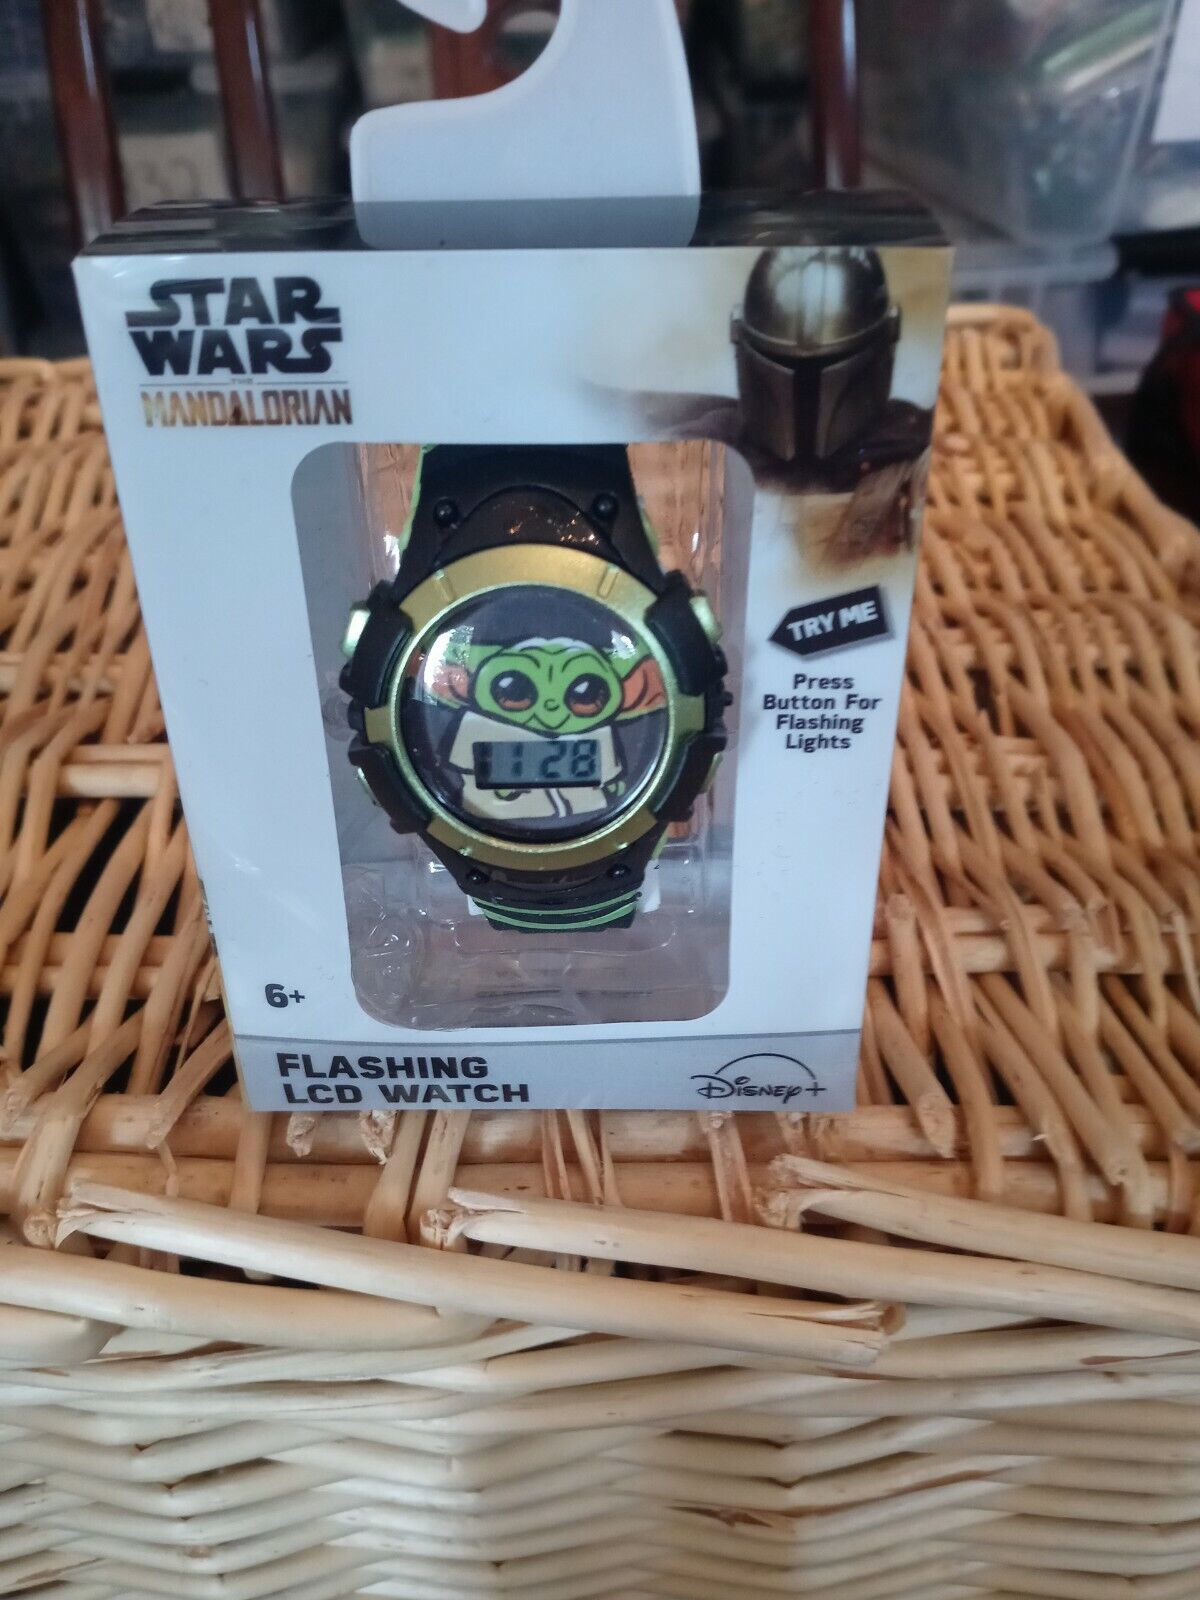 STAR
WARS
THE
MANDALORIAN
TRY ME
Press
Button For
Flashing
Lights
11 28
6+
FLASHING
LCD WATCH
Disney+